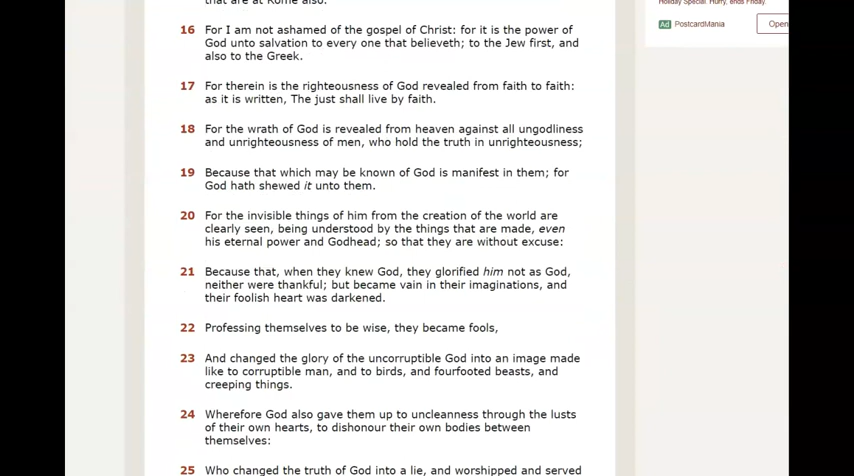 that are at Rome also.
16 For I am not ashamed of the gospel of Christ: for it is the power of
God unto salvation to every one that believeth; to the Jew first, and
also to the Greek.
17 For therein is the righteousness of God revealed from faith to faith:
as it is written, The just shall live by faith.
18 For the wrath of God is revealed from heaven against all ungodliness
and unrighteousness of men, who hold the truth in unrighteousness;
19 Because that which may be known of God is manifest in them; for
God hath shewed it unto them.
20 For the invisible things of him from the creation of the world are
clearly seen, being understood by the things that are made, even
his eternal power and Godhead; so that they are without excuse:
21 Because that, when they knew God, they glorified him not as God,
neither were thankful; but became vain in their imaginations, and
their foolish heart was darkened.
22 Professing themselves to be wise, they became fools,
23 And changed the glory of the uncorruptible God into an image made
like to corruptible man, and to birds, and fourfooted beasts, and
creeping things.
24 Wherefore God also gave them up to uncleanness through the lusts
of their own hearts, to dishonour their own bodies between
themselves:
25 Who changed the truth of God into a lie, and worshipped and served
Holiday Special. Hurry, ends Friday.
Ad PostcardMania
Open